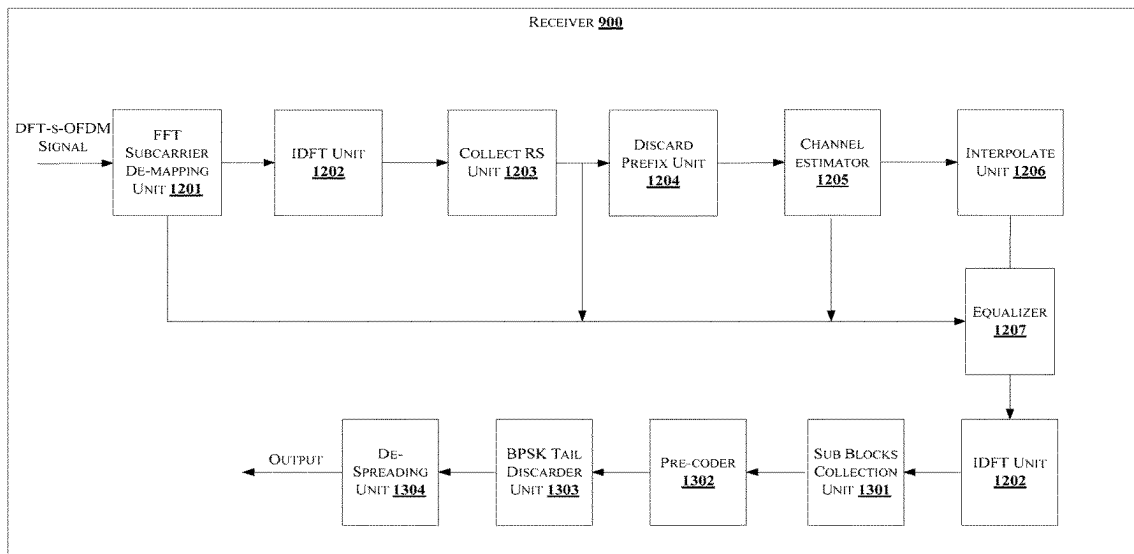 RECEIVER 900
DFT-S-OFDM
SIGNAL
FFT
SUBCARRIER
DE-MAPPING
UNIT 1201
IDFT UNIT
1202
COLLECT RS
UNIT 1203
DISCARD
PREFIX UNIT
1204
CHANNEL
ESTIMATOR
1205
INTERPOLATE
UNIT 1206
EQUALIZER
1207
OUTPUT
DE-
SPREADING
UNIT 1304
BPSK TAIL
DISCARDER
UNIT 1303
PRE-CODER
1302
SUB BLOCKS
COLLECTION
UNIT 1301
IDFT UNIT
1202